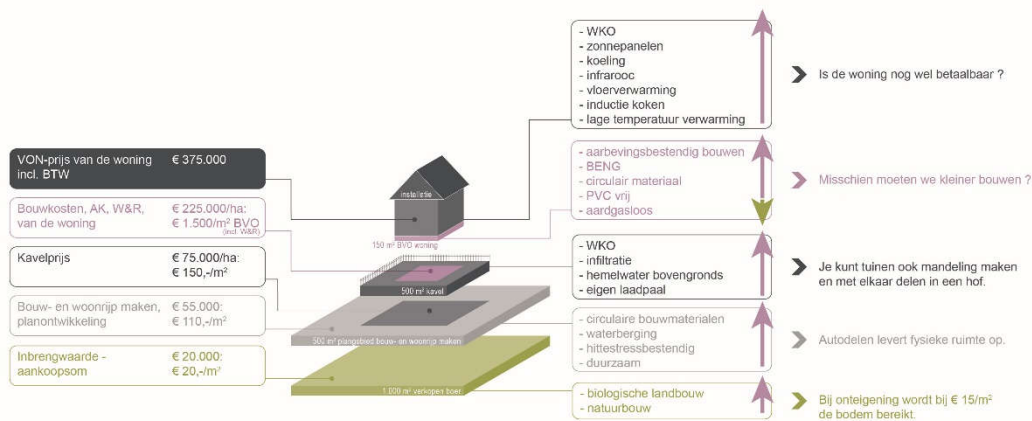 VON-prijs van de woning € 375.000
incl. BTW
Bouwkosten, AK, W&R, € 225.000/ha:
van de woning € 1.500/m² BVO
(incl. W&R)
Kavelprijs € 75.000/ha:
€ 150,-/m²
Bouw- en woonrijp maken, € 55.000:
planontwikkeling € 110,-/m²
Inbrengwaarde - € 20.000:
aankoopsom € 20,-/m²
installatie
150 m² BVO woning
500 m² kavel
500 m² plangebied bouw- en woonrijp maken
1.000 m² verkopen boer
- WKO
- zonnepanelen
- koeling
- infrarooc
- vloerverwarming
- inductie koken
- lage temperatuur verwarming
- aarbevingsbestendig bouwen
- BENG
- circulair materiaal
- PVC vrij
- aardgasloos
- WKO
- infiltratie
- hemelwater bovengronds
- eigen laadpaal
- circulaire bouwmaterialen
- waterberging
- hittestressbestendig
- duurzaam
- biologische landbouw
- natuurbouw
Is de woning nog wel betaalbaar ?
Misschien moeten we kleiner bouwen ?
Je kunt tuinen ook mandeling maken
en met elkaar delen in een hof.
Autodelen levert fysieke ruimte op.
Bij onteigening wordt bij € 15/m²
de bodem bereikt.